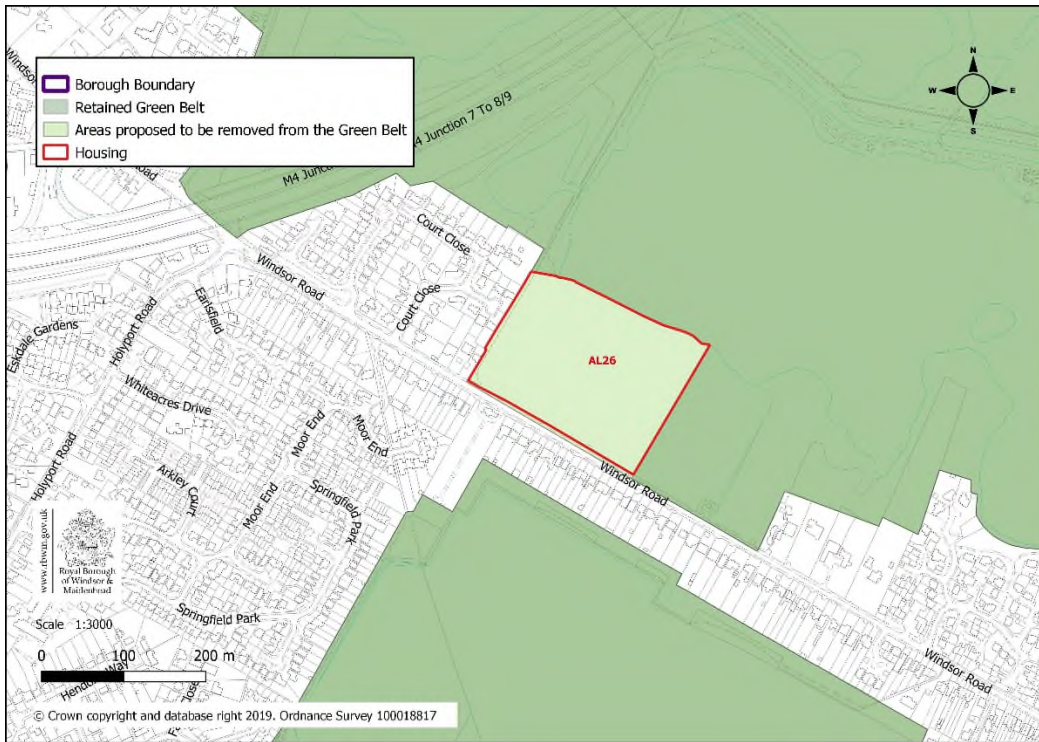 Windsor
Road
Borough Boundary
Retained Green Belt
Areas proposed to be removed from the Green Belt
Housing
N
W
E
S
M4 Junction 7 To 8/9
Court Close
Windsor Road
Court Close
Holyport Road
Earlsfield
Eskdale Gardens
AL26
Whiteacres Drive
Moor End
Moor End
Windsor Road
Holyport Road
Arkley Court
Moor End
Springfield Park
www.rbwm.gov.uk
Royal Borough
of Windsor &
Maidenhead
Springfield Park
Scale 1:3000
0 100 200 m
Windsor Road
Way
Close
© Crown copyright and database right 2019. Ordnance Survey 100018817